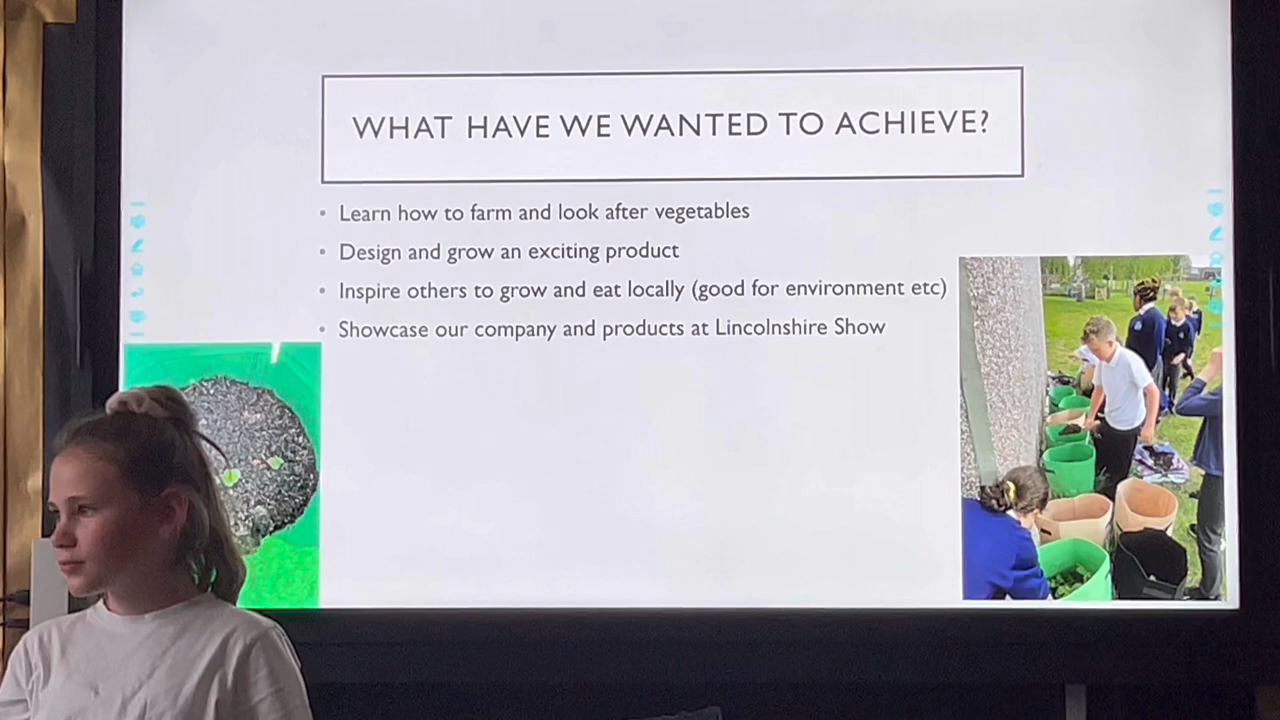 WHAT HAVE WE WANTED TO ACHIEVE?
• Learn how to farm and look after vegetables
• Design and grow an exciting product
• Inspire others to grow and eat locally (good for environment etc)
• Showcase our company and products at Lincolnshire Show